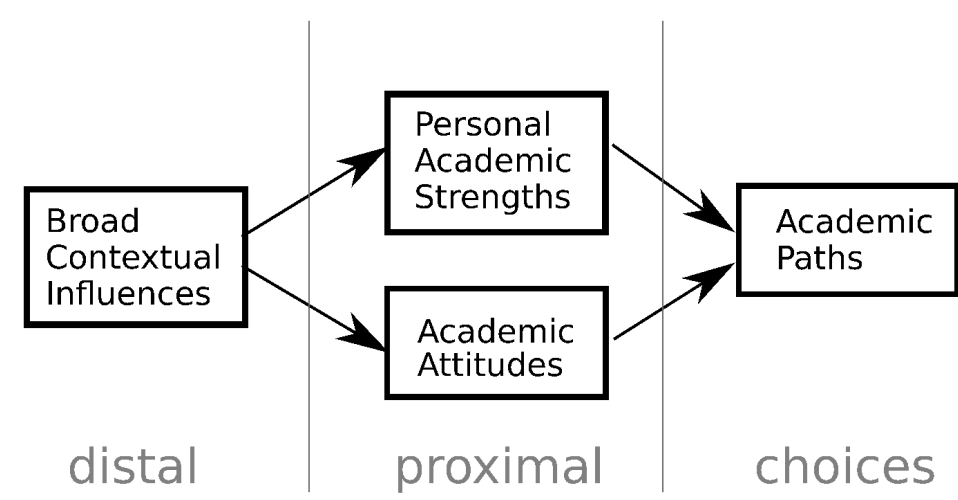 Broad
Contextual
Influences
Personal
Academic
Strengths
Academic
Attitudes
Academic
Paths
distal
proximal
choices